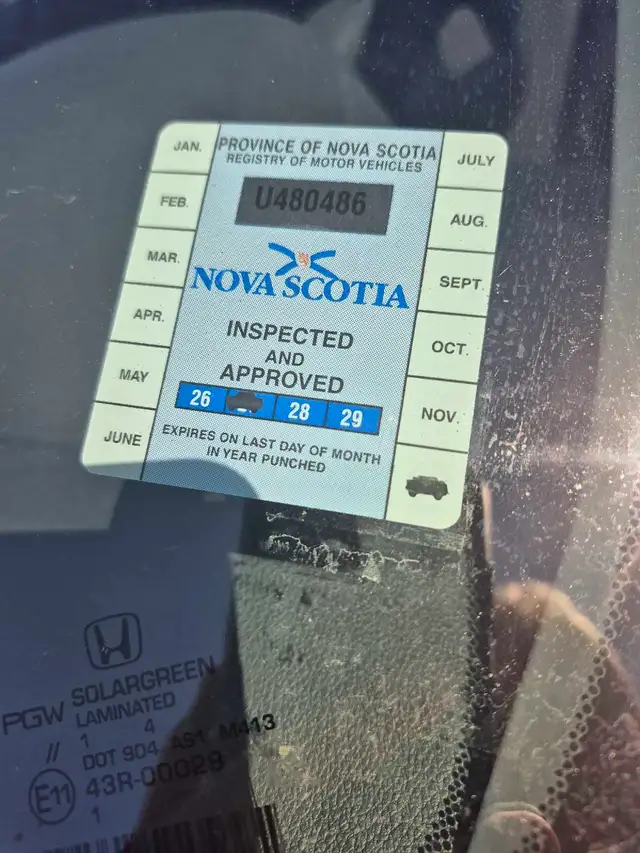 PROVINCE OF NOVA SCOTIA
REGISTRY OF MOTOR VEHICLES
U480486
NOVA SCOTIA
INSPECTED
AND
APPROVED
26 28 29
EXPIRES ON LAST DAY OF MONTH
IN YEAR PUNCHED
JAN.
FEB.
MAR.
APR.
MAY
JUNE
JULY
AUG.
SEPT.
OCT.
NOV.
H
PGW SOLARGREEN
LAMINATED
// 1 4
DOT 904 AS1 M413
E11 43R-00029
1